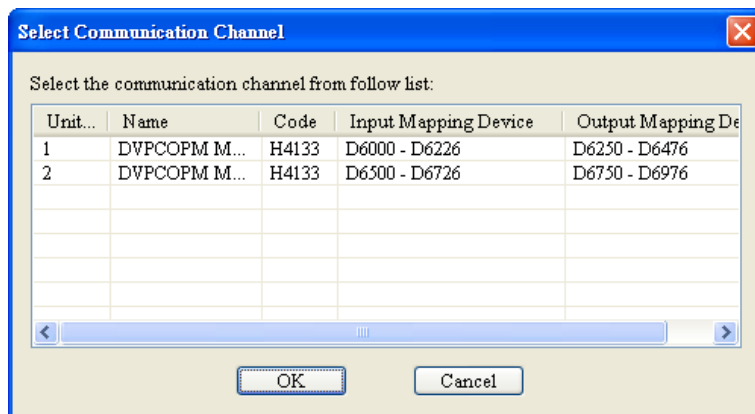 Select Communication Channel
Select the communication channel from follow list:
Unit... Name Code Input Mapping Device Output Mapping De
1 DVPCOPM M... H4133 D6000 - D6226 D6250 - D6476
2 DVPCOPM M... H4133 D6500 - D6726 D6750 - D6976
OK Cancel